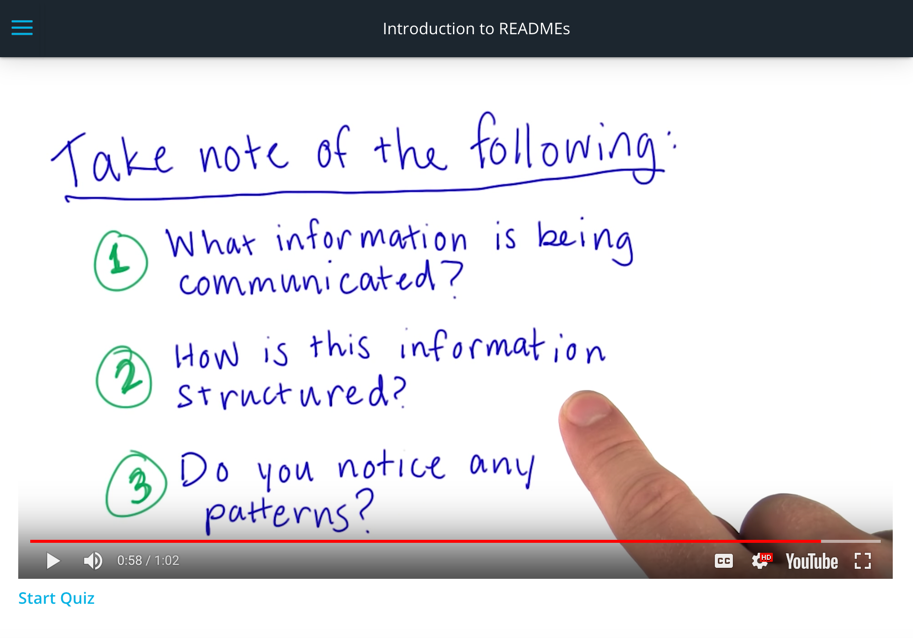 Introduction to READMEs
Take note of the following:
1 What information is being
communicated?
2 How is this information
structured?
3 Do you notice any
patterns?
0:58 / 1:02
CC
HD
YouTube
Start Quiz